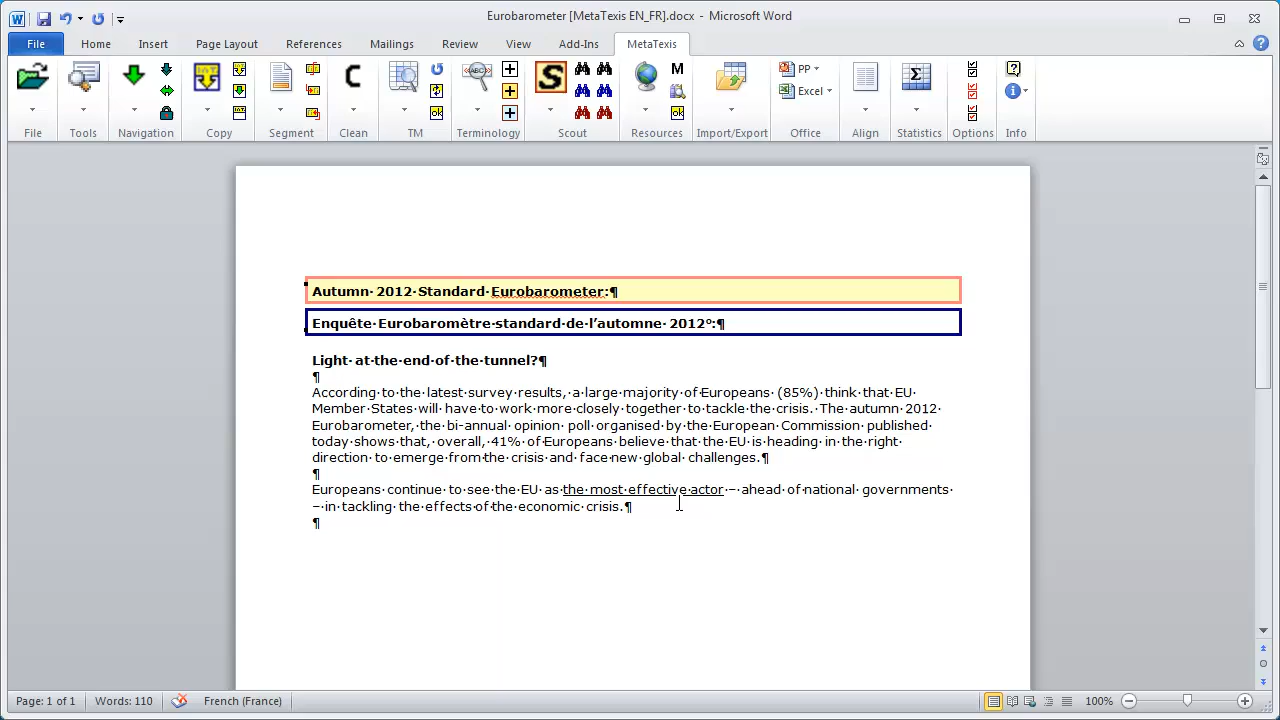 Eurobarometer [MetaTexis EN_FR].docx - Microsoft Word
File Home Insert Page Layout References Mailings Review View Add-Ins MetaTexis
PP
Excel
File Tools Navigation Copy Segment Clean TM Terminology Scout Resources Import/Export Office Align Statistics Options Info
Autumn· 2012·Standard·Eurobarometer:¶
Enquête·Eurobaromètre·standard·de·l’automne·2012°:¶
Light·at·the·end·of·the·tunnel?¶
¶
According·to·the·latest·survey·results,·a·large·majority·of·Europeans·(85%)·think·that·EU·
Member·States·will·have·to·work·more·closely·together·to·tackle·the·crisis.·The·autumn·2012·
Eurobarometer,·the·bi-annual·opinion·poll·organised·by·the·European·Commission·published·
today·shows·that,·overall,·41%·of·Europeans·believe·that·the·EU·is·heading·in·the·right·
direction·to·emerge·from·the·crisis·and·face·new·global·challenges.¶
¶
Europeans·continue·to·see·the·EU·as·the·most·effective·actor·–·ahead·of·national·governments·
–·in·tackling·the·effects·of·the·economic·crisis.¶
¶
Page: 1 of 1 Words: 110 French (France) 100%